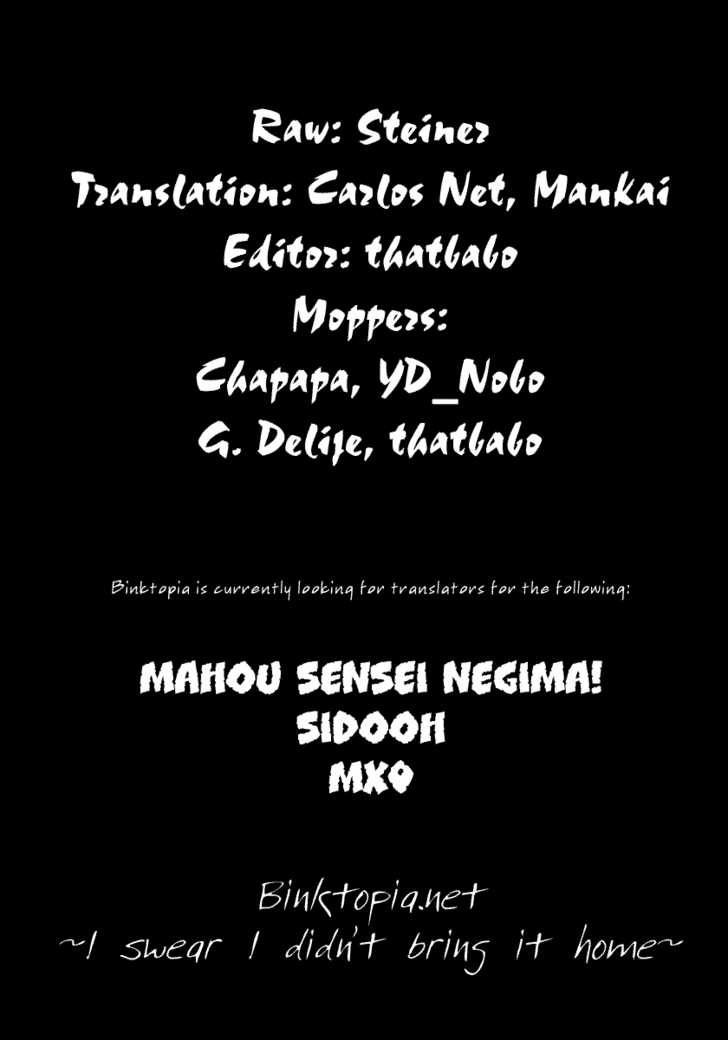 Raw: Steiner
Translation: Carlos Net, Mankai
Editor: thatbabo
Moppers:
Chapapa, YD_Nobo
G. Delije, thatbabo
Binktopia is currently looking for translators for the following:
MAHOU SENSEI NEGIMA!
SIDOOH
MX0
Binktopia.net
~I swear I didn't bring it home~